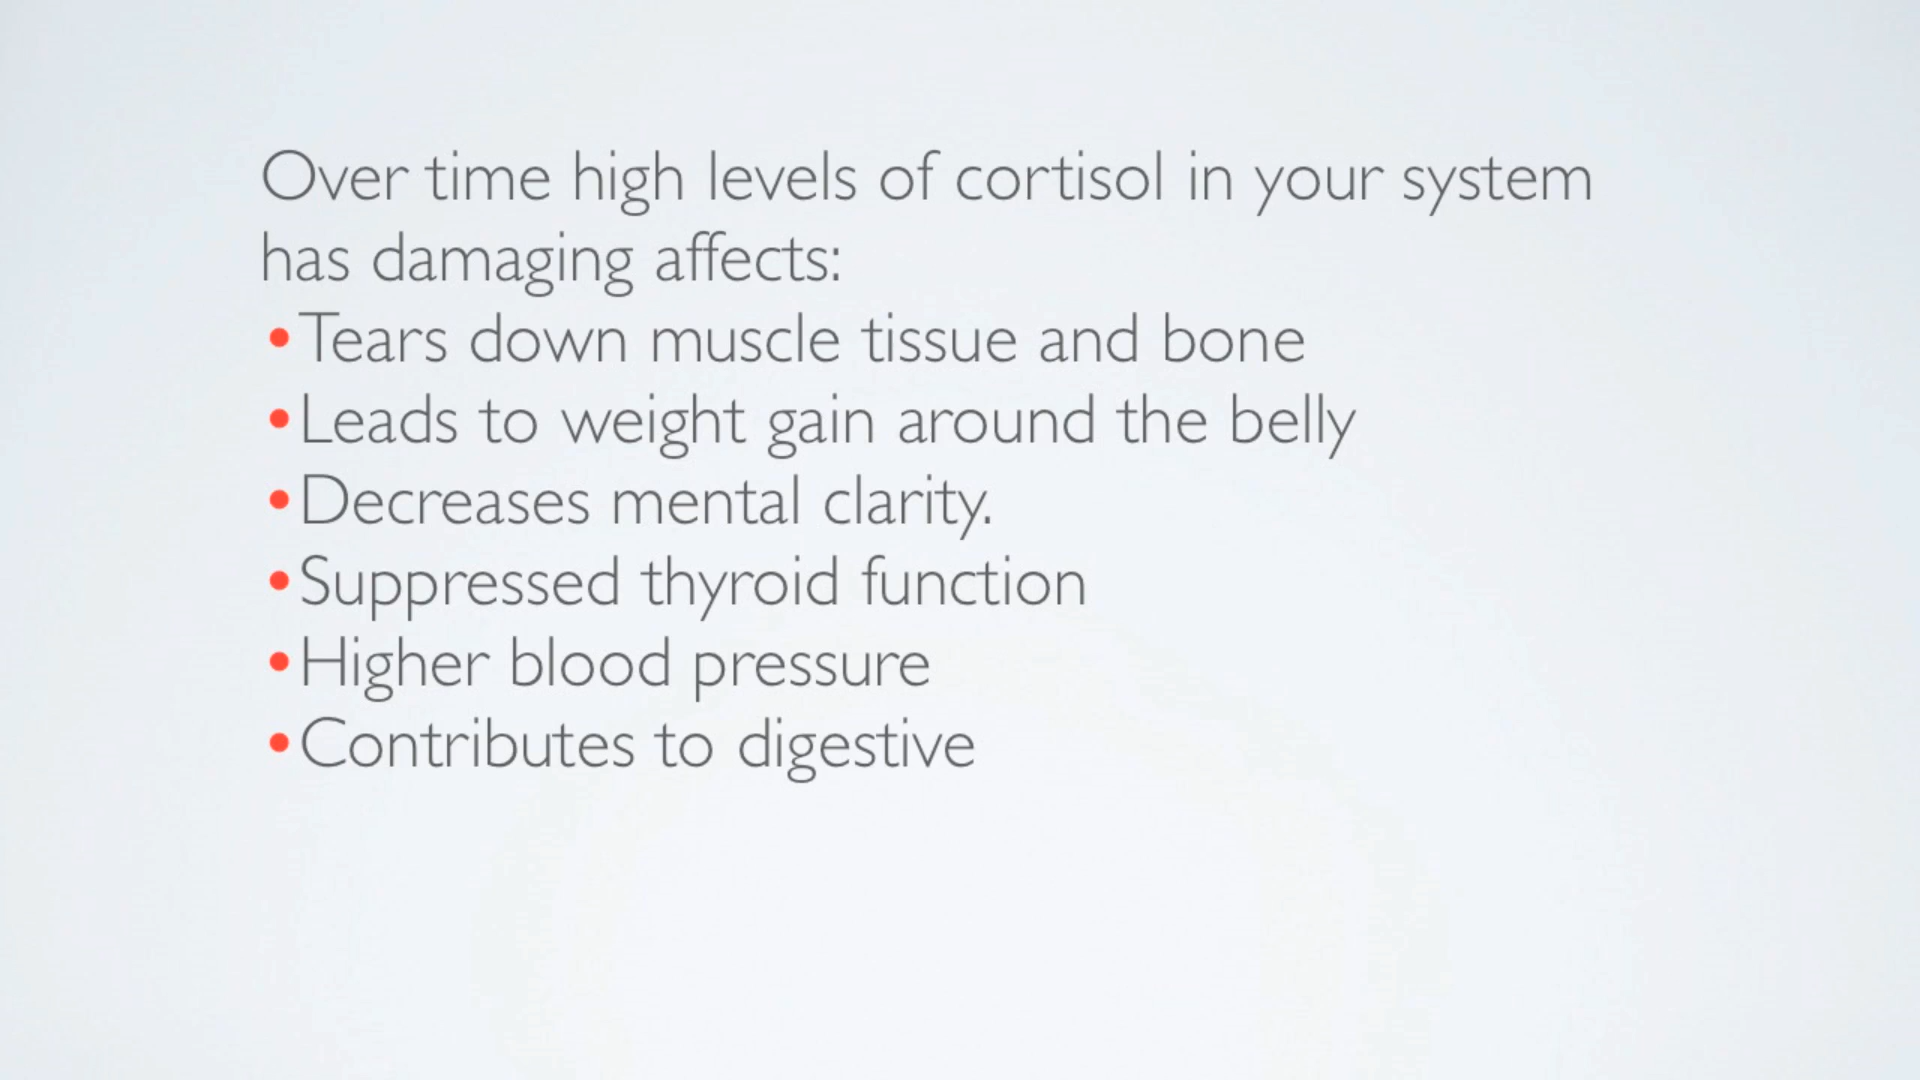 Over time high levels of cortisol in your system
has damaging affects:
•Tears down muscle tissue and bone
•Leads to weight gain around the belly
•Decreases mental clarity.
•Suppressed thyroid function
•Higher blood pressure
•Contributes to digestive